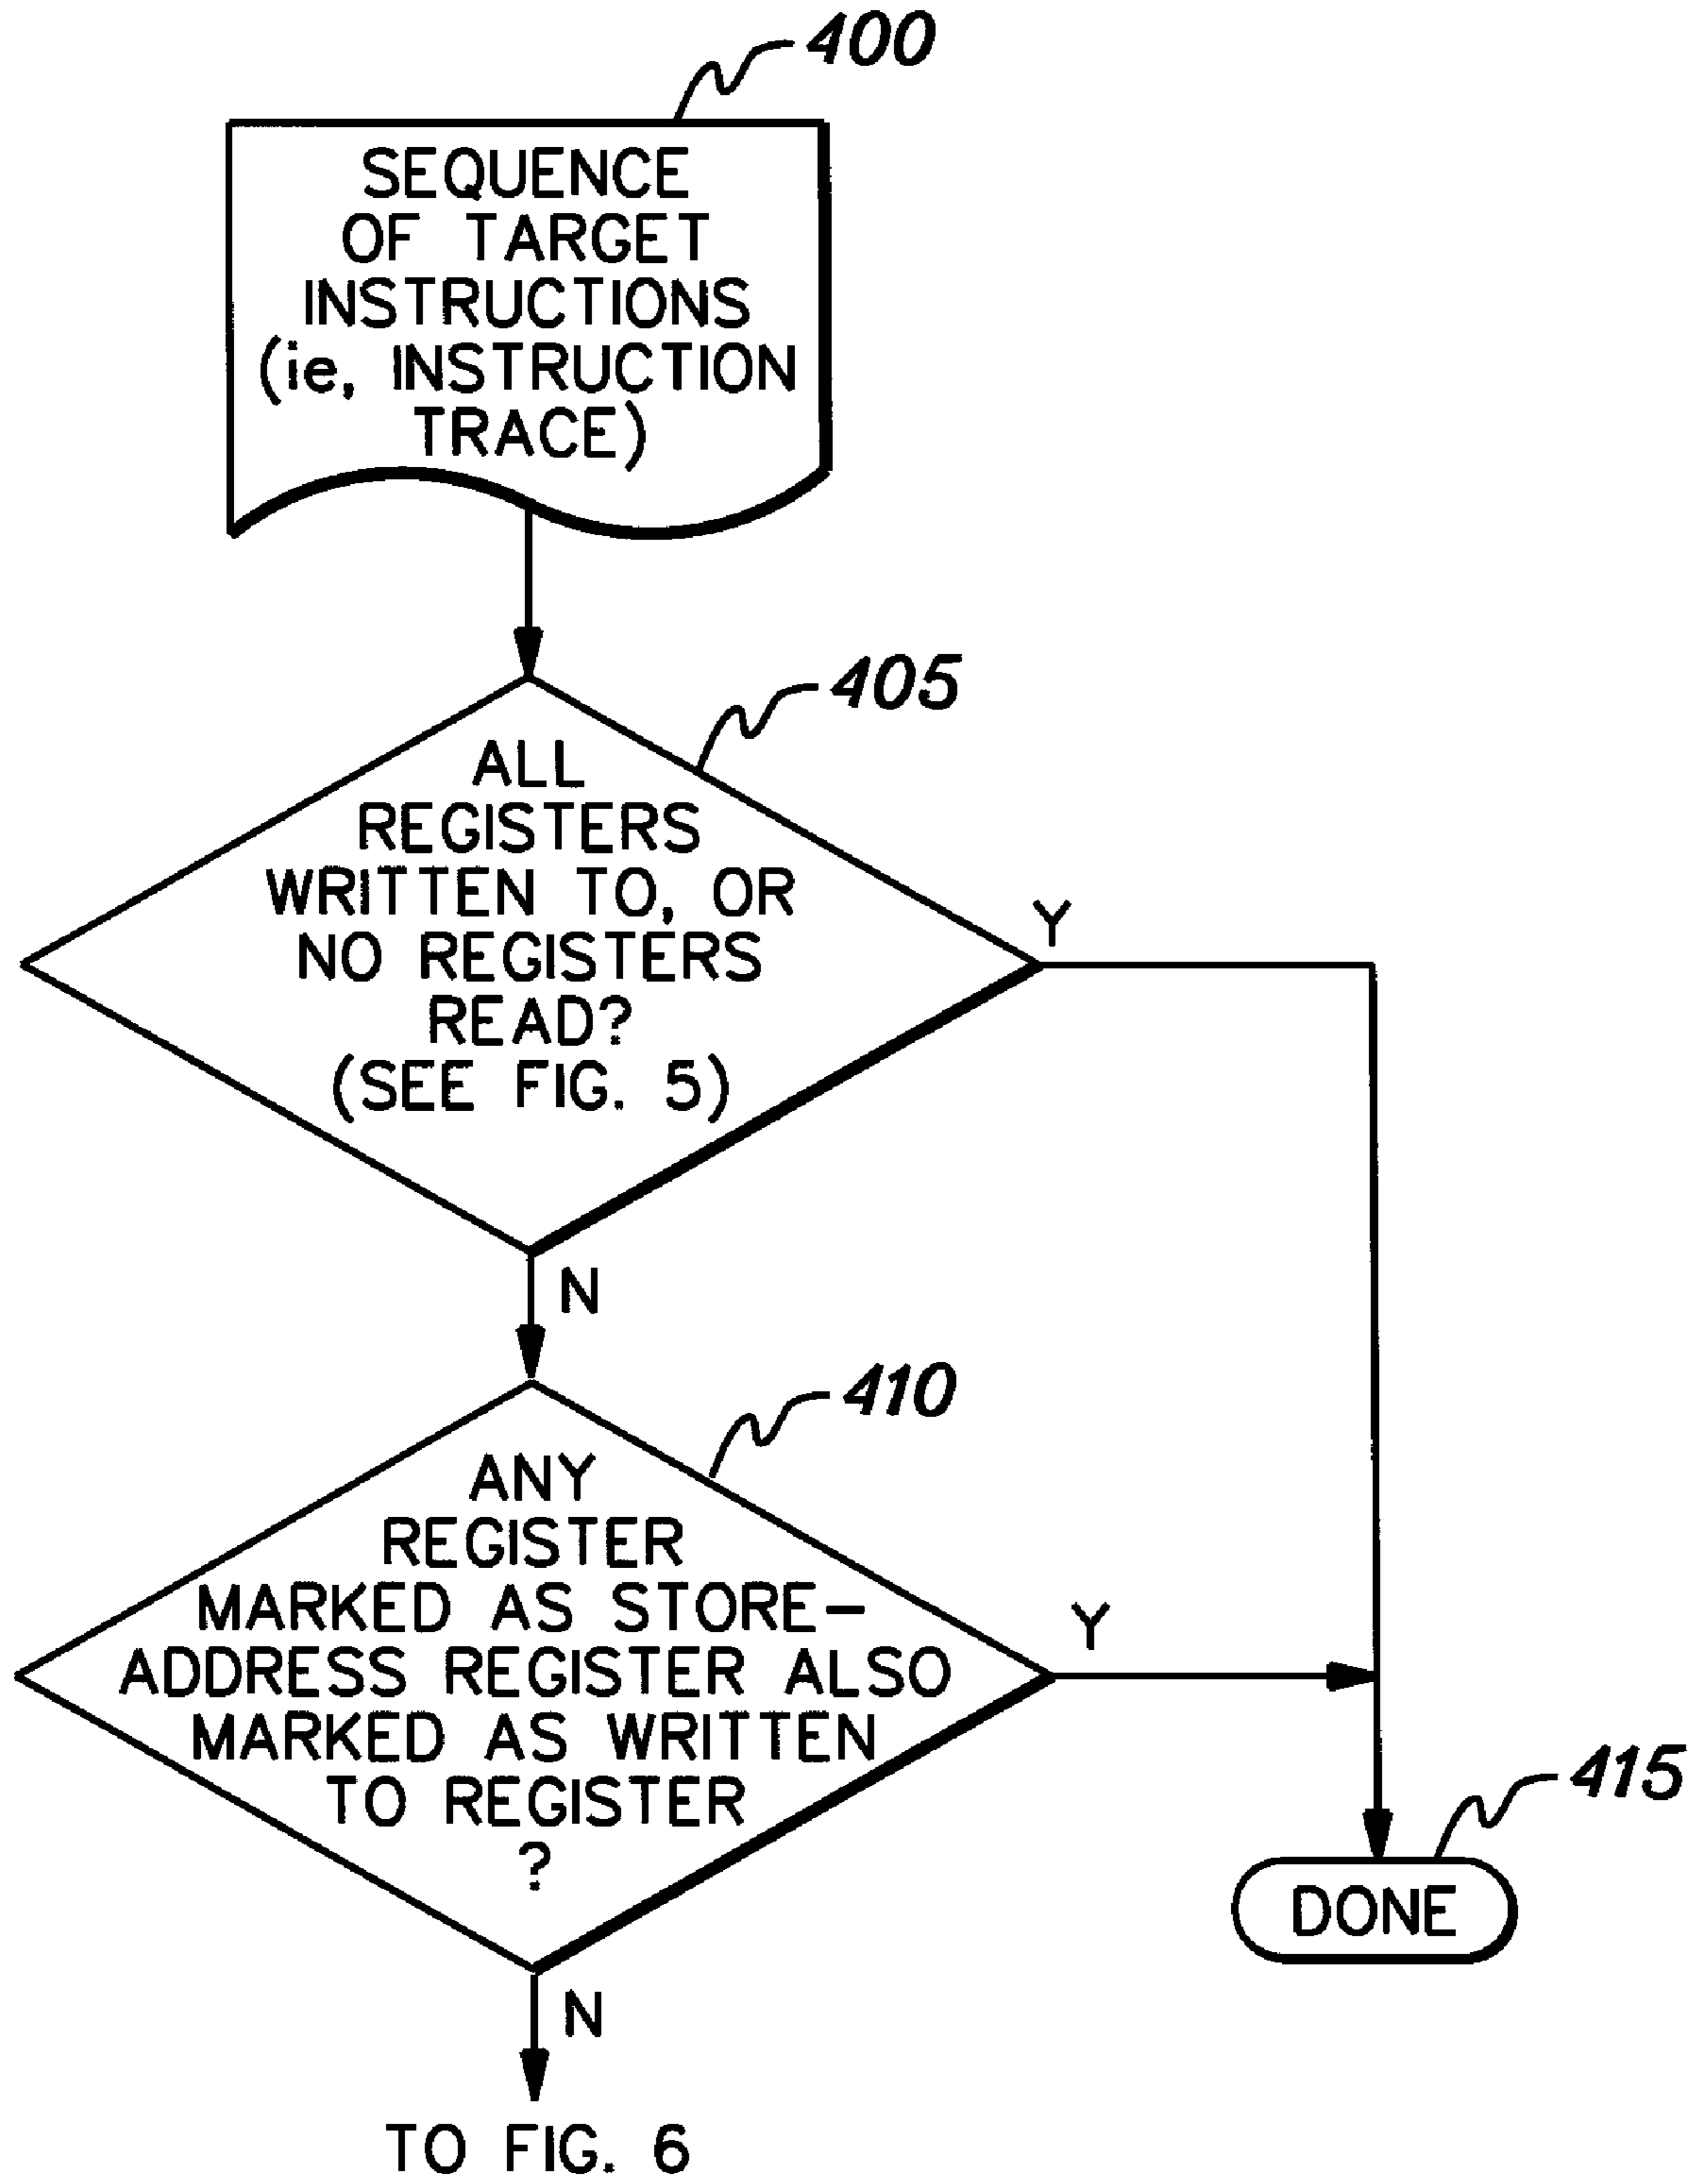 400
SEQUENCE
OF TARGET
INSTRUCTIONS
(ie, INSTRUCTION
TRACE)
405
ALL
REGISTERS
WRITTEN TO, OR
NO REGISTERS
READ?
(SEE FIG. 5)
Y
N
410
ANY
REGISTER
MARKED AS STORE-
ADDRESS REGISTER ALSO
MARKED AS WRITTEN
TO REGISTER
?
Y
415
DONE
N
TO FIG. 6